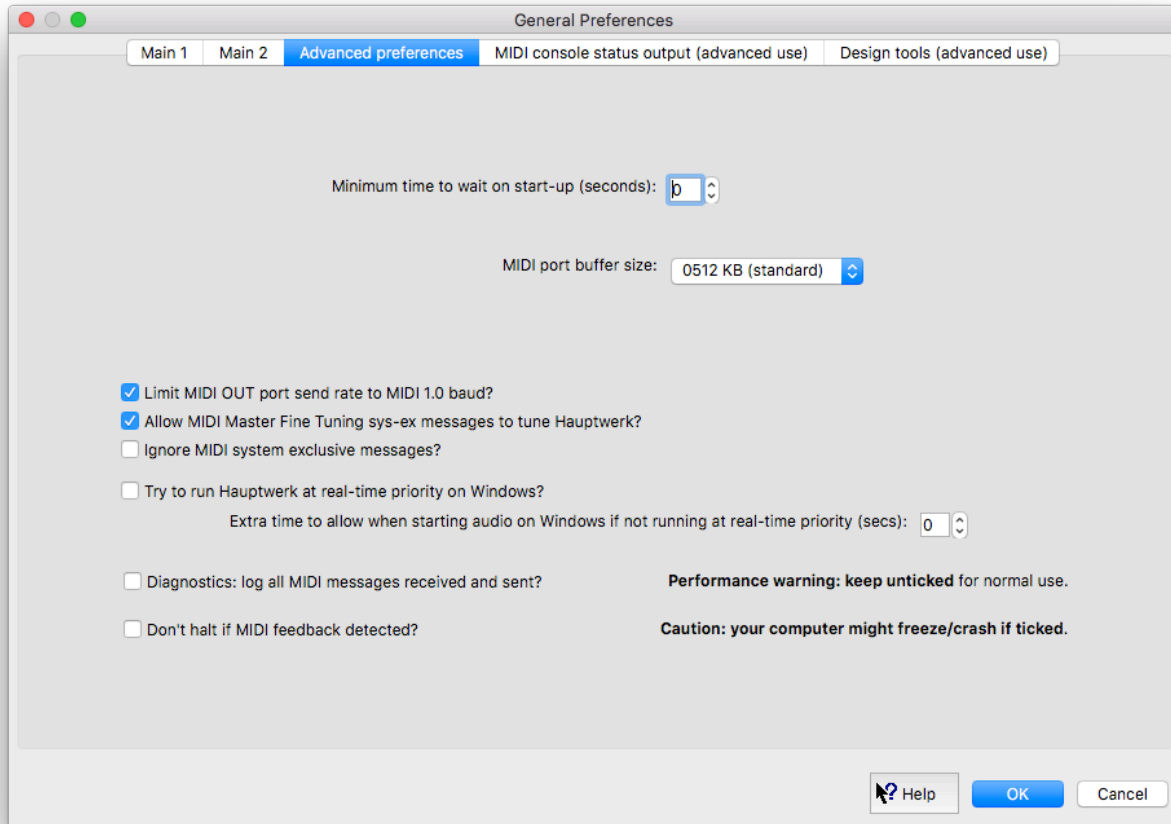 General Preferences
Main 1 Main 2 Advanced preferences MIDI console status output (advanced use) Design tools (advanced use)
Minimum time to wait on start-up (seconds): 0
MIDI port buffer size: 0512 KB (standard)
Limit MIDI OUT port send rate to MIDI 1.0 baud?
Allow MIDI Master Fine Tuning sys-ex messages to tune Hauptwerk?
Ignore MIDI system exclusive messages?
Try to run Hauptwerk at real-time priority on Windows?
Extra time to allow when starting audio on Windows if not running at real-time priority (secs): 0
Diagnostics: log all MIDI messages received and sent? Performance warning: keep unticked for normal use.
Don't halt if MIDI feedback detected? Caution: your computer might freeze/crash if ticked.
? Help OK Cancel